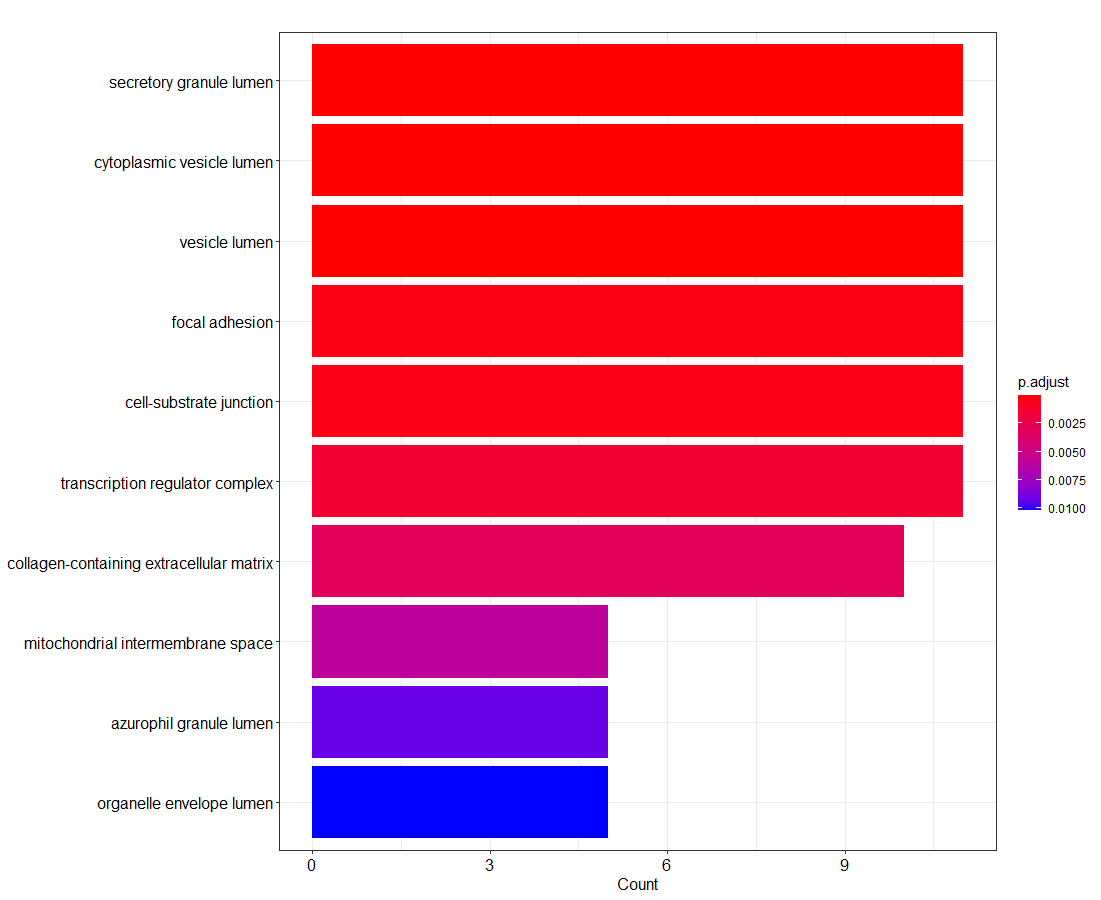 secretory granule lumen
cytoplasmic vesicle lumen
vesicle lumen
focal adhesion
cell-substrate junction
transcription regulator complex
collagen-containing extracellular matrix
mitochondrial intermembrane space
azurophil granule lumen
organelle envelope lumen
0 3 6 9
Count
p.adjust
0.0025
0.0050
0.0075
0.0100